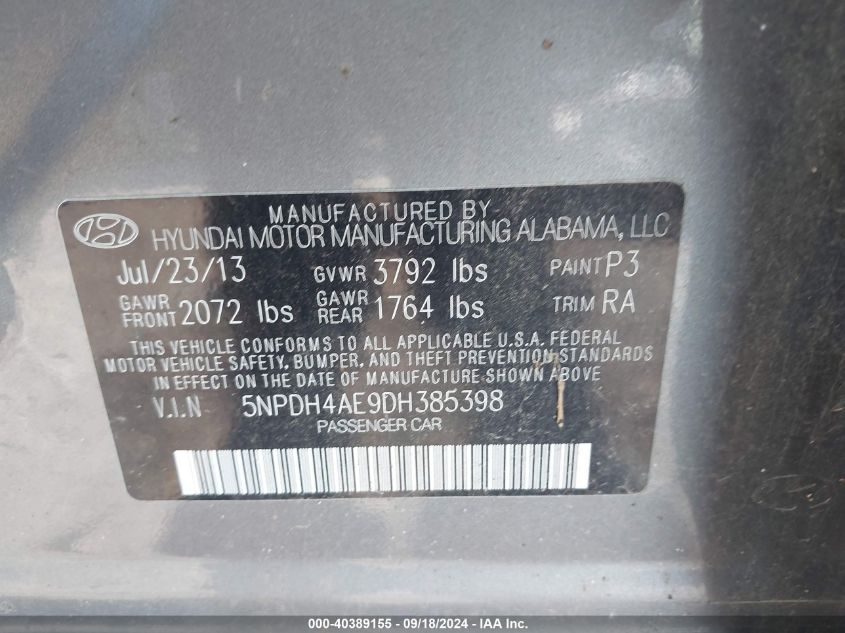 MANUFACTURED BY
HYUNDAI MOTOR MANUFACTURING ALABAMA, LLC
Jul/23/13 GVWR 3792 lbs PAINT P3
GAWR FRONT 2072 lbs GAWR REAR 1764 lbs TRIM RA
THIS VEHICLE CONFORMS TO ALL APPLICABLE U.S.A. FEDERAL
MOTOR VEHICLE SAFETY, BUMPER, AND THEFT PREVENTION STANDARDS
IN EFFECT ON THE DATE OF MANUFACTURE SHOWN ABOVE
V.I.N 5NPDH4AE9DH385398
PASSENGER CAR
000-40389155 - 09/18/2024 - IAA Inc.